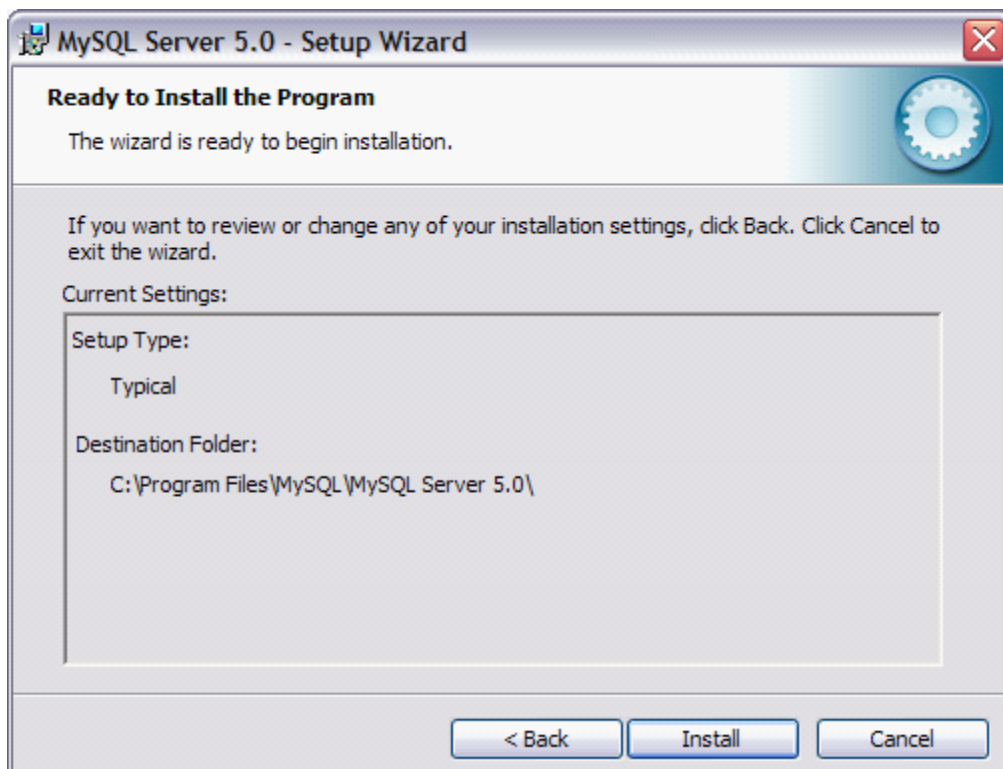 MySQL Server 5.0 - Setup Wizard
Ready to Install the Program
The wizard is ready to begin installation.
If you want to review or change any of your installation settings, click Back. Click Cancel to
exit the wizard.
Current Settings:
Setup Type:
Typical
Destination Folder:
C:\Program Files\MySQL\MySQL Server 5.0\
< Back
Install
Cancel